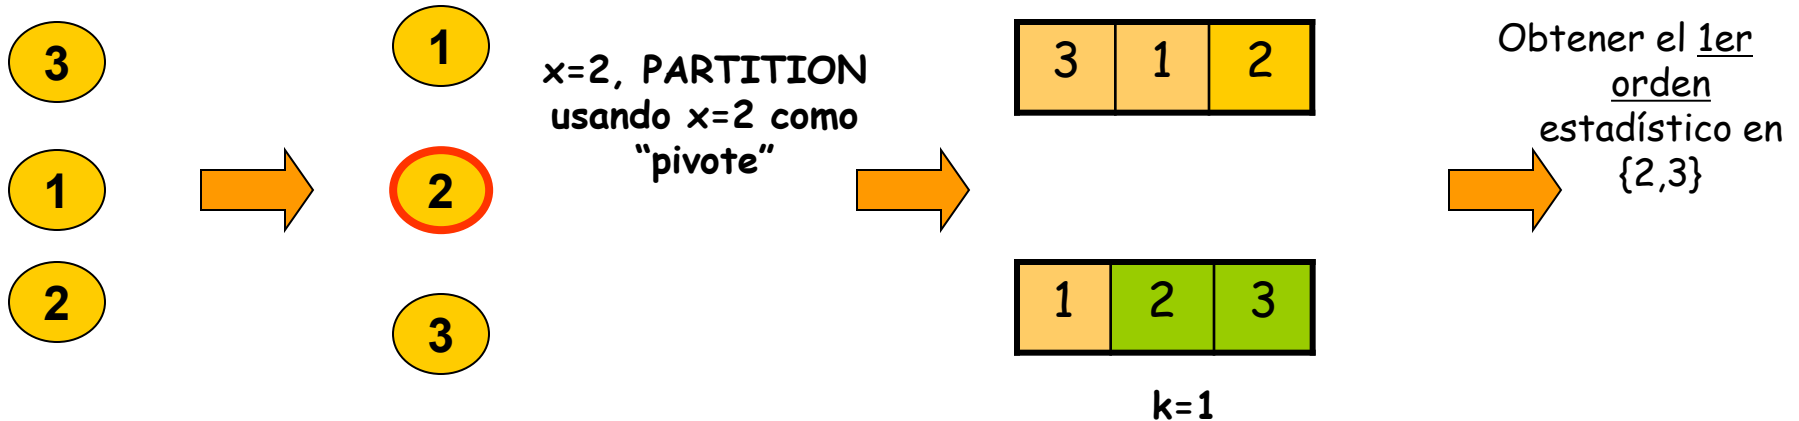 3
1
2
1
2
3
x=2, PARTITION
usando x=2 como
“pivote”
3 1 2
1 2 3
k=1
Obtener el 1er
orden
estadístico en
{2,3}